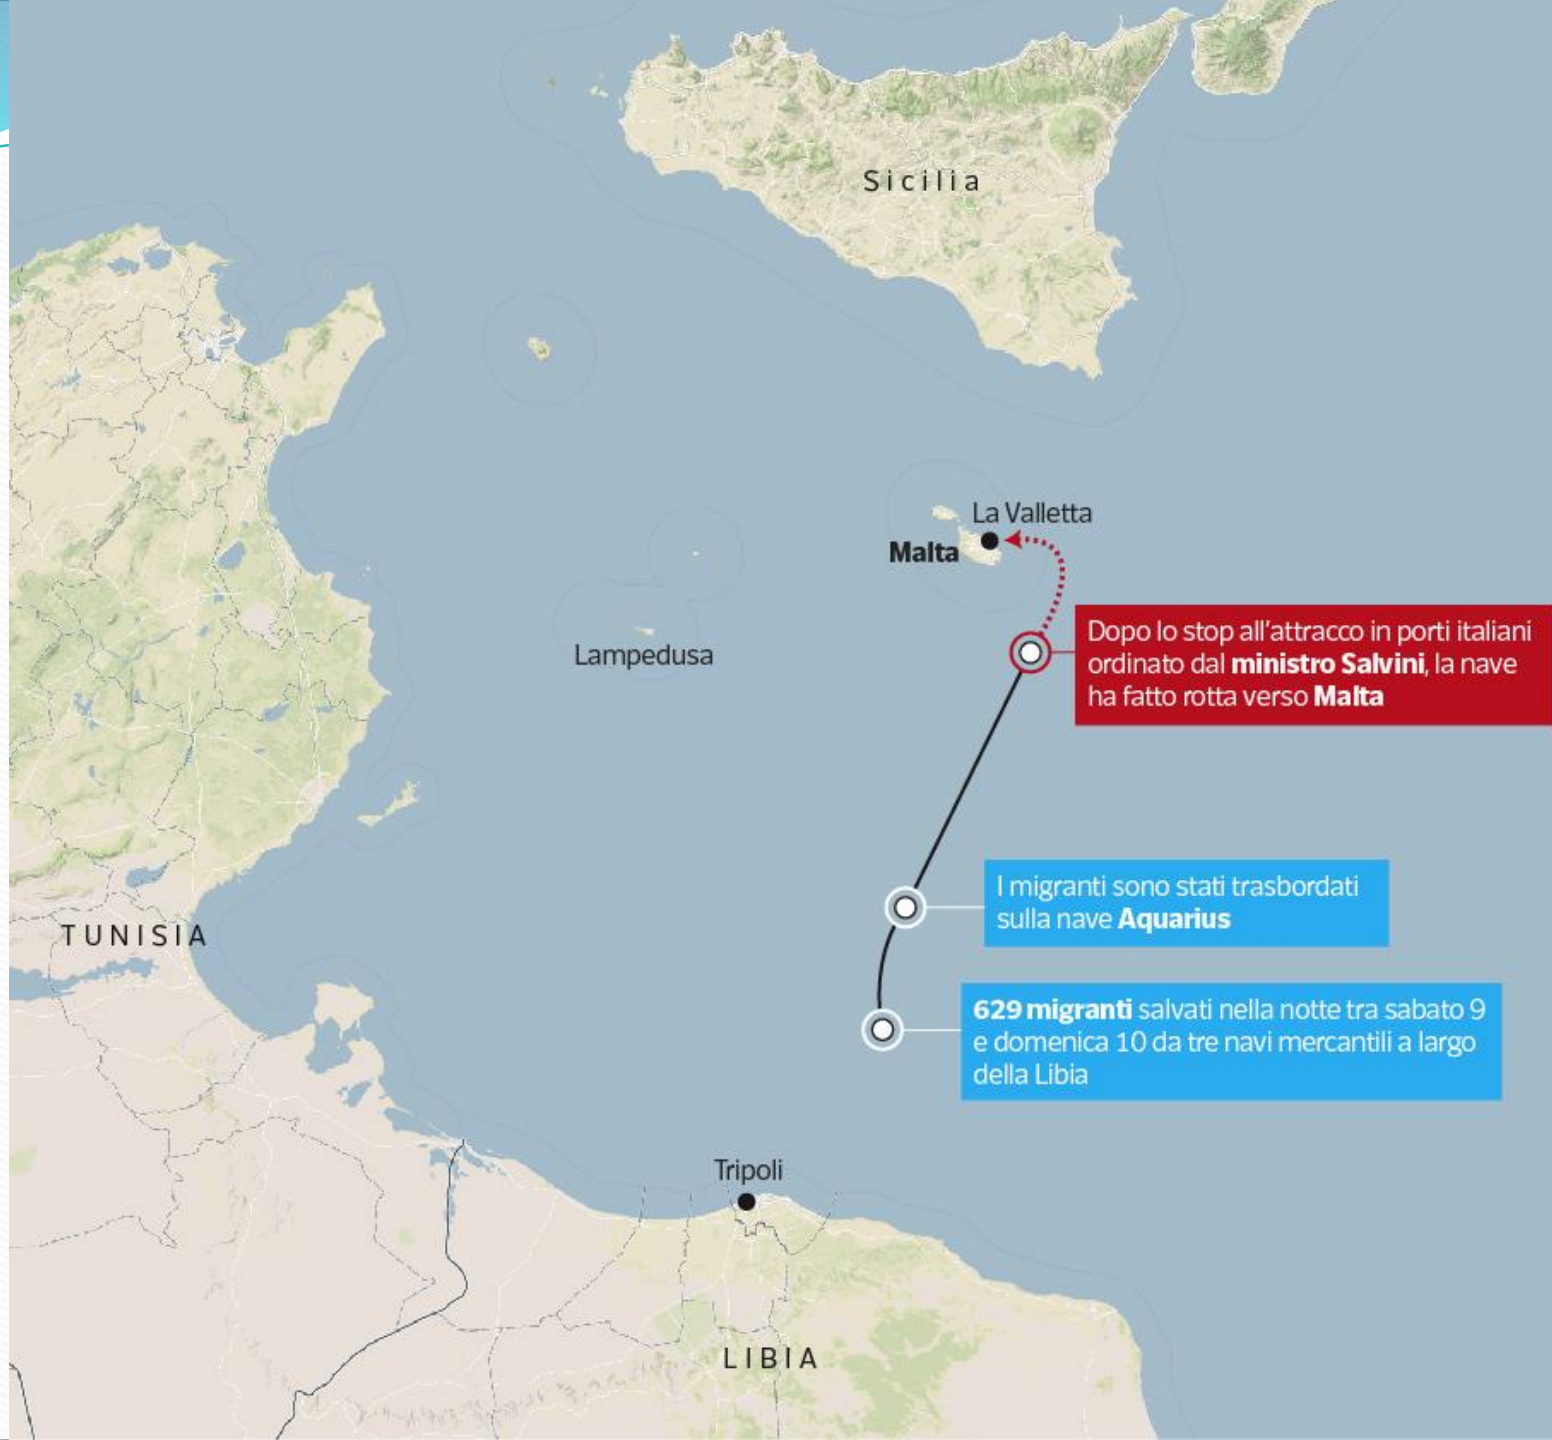 Sicilia
La Valletta
Malta
Dopo lo stop all'attracco in porti italiani
ordinato dal ministro Salvini, la nave
ha fatto rotta verso Malta
Lampedusa
I migranti sono stati trasbordati
sulla nave Aquarius
TUNISIA
629 migranti salvati nella notte tra sabato 9
e domenica 10 da tre navi mercantili a largo
della Libia
Tripoli
LIBIA